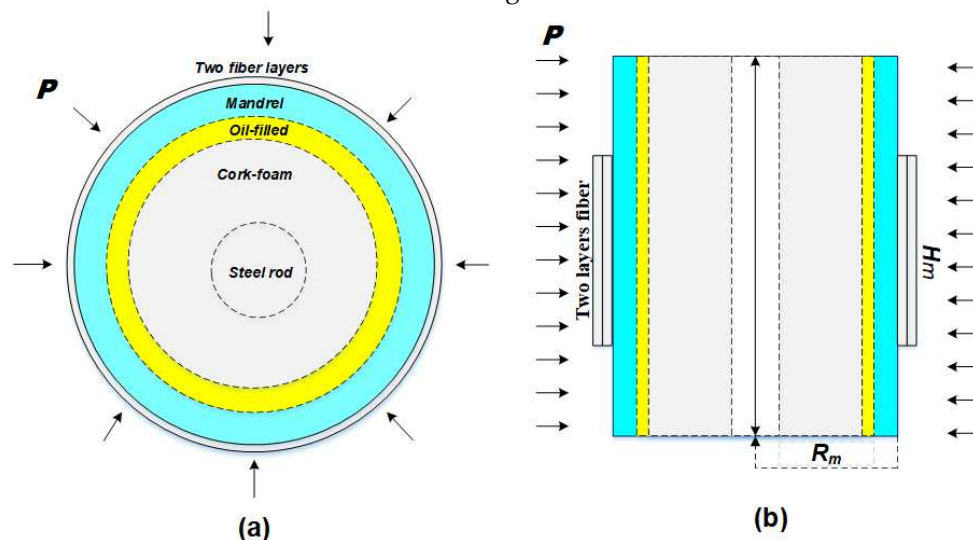 P
Two fiber layers
Mandrel
Oil-filled
Cork-foam
Steel rod
(a)
P
Two layers fiber
Hm
Rm
(b)